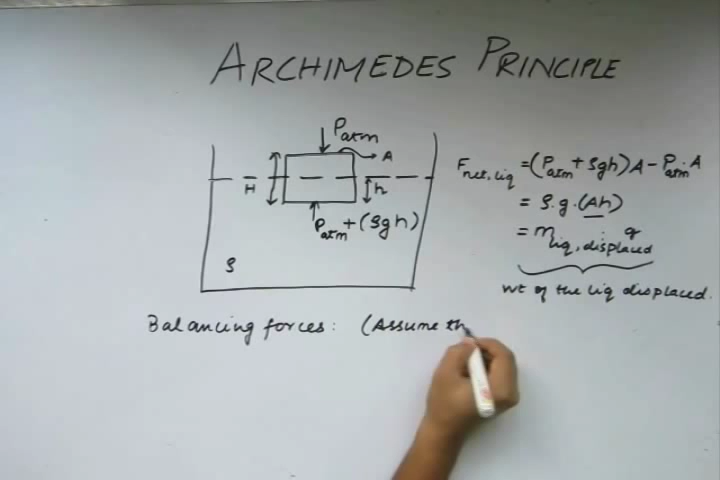 ARCHIMEDES PRINCIPLE
Patm
A
H
h
Patm + (ρgh)
ρ
Fnet, liq = (Patm + ρgh)A - Patm·A
= ρ.g.(Ah)
= mliq, displaced · g
wt of the liq displaced.
Balancing forces: (Assume th